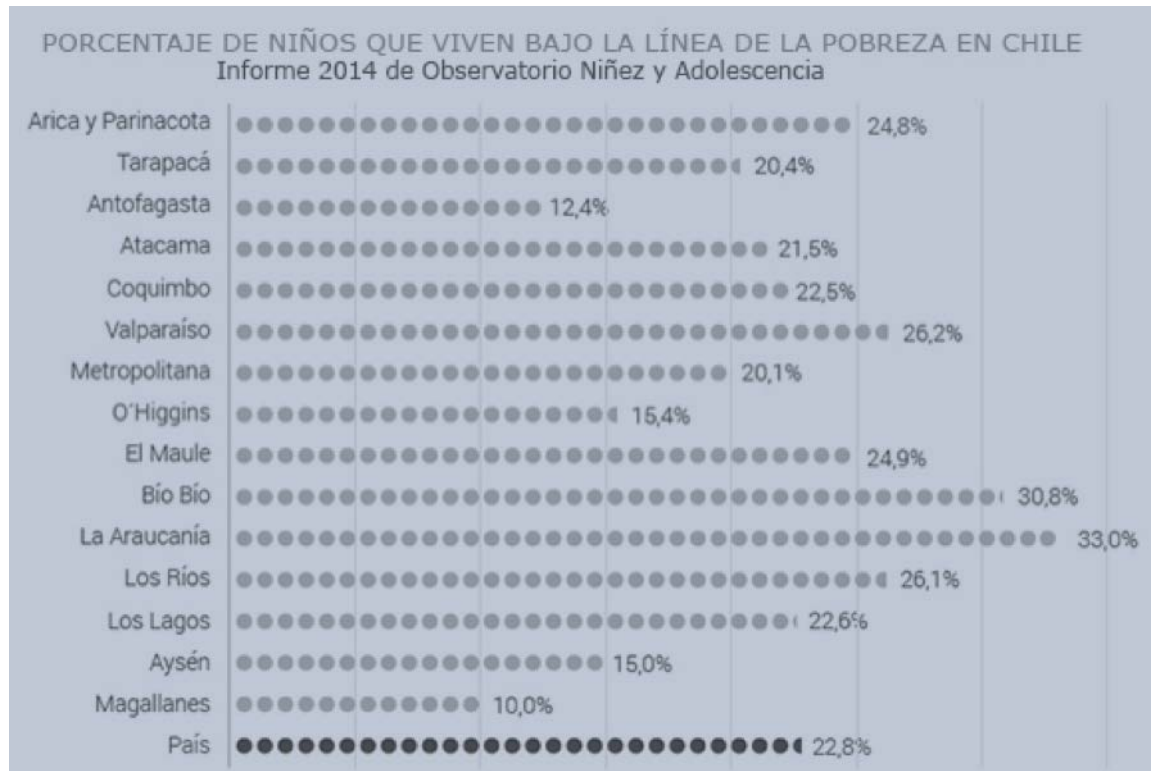 PORCENTAJE DE NIÑOS QUE VIVEN BAJO LA LÍNEA DE LA POBREZA EN CHILE
Informe 2014 de Observatorio Niñez y Adolescencia
Arica y Parinacota 24,8%
Tarapacá 20,4%
Antofagasta 12,4%
Atacama 21,5%
Coquimbo 22,5%
Valparaíso 26,2%
Metropolitana 20,1%
O´Higgins 15,4%
El Maule 24,9%
Bío Bío 30,8%
La Araucanía 33,0%
Los Ríos 26,1%
Los Lagos 22,6%
Aysén 15,0%
Magallanes 10,0%
País 22,8%